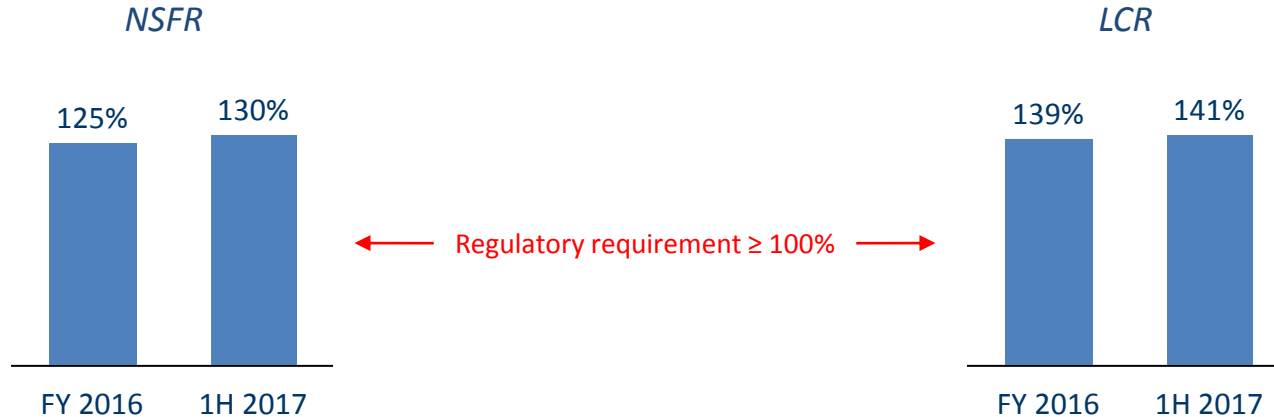 NSFR
125%
130%
FY 2016
1H 2017
Regulatory requirement ≥ 100%
LCR
139%
141%
FY 2016
1H 2017